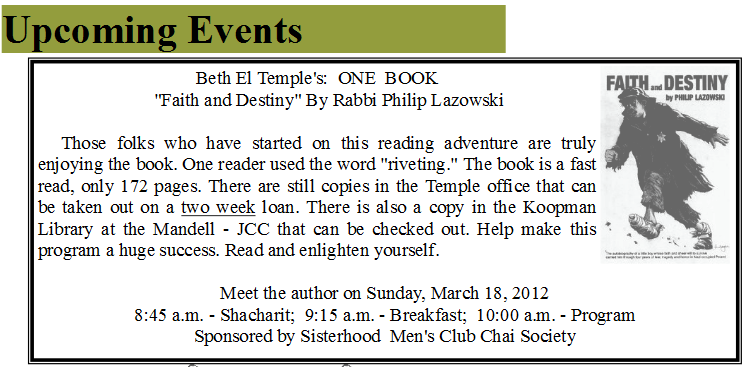 Upcoming Events
Beth El Temple's: ONE BOOK
"Faith and Destiny" By Rabbi Philip Lazowski
FAITH and DESTINY
by PHILIP LAZOWSKI
Those folks who have started on this reading adventure are truly
enjoying the book. One reader used the word "riveting." The book is a fast
read, only 172 pages. There are still copies in the Temple office that can
be taken out on a two week loan. There is also a copy in the Koopman
Library at the Mandell - JCC that can be checked out. Help make this
program a huge success. Read and enlighten yourself.
Meet the author on Sunday, March 18, 2012
8:45 a.m. - Shacharit; 9:15 a.m. - Breakfast; 10:00 a.m. - Program
Sponsored by Sisterhood Men's Club Chai Society